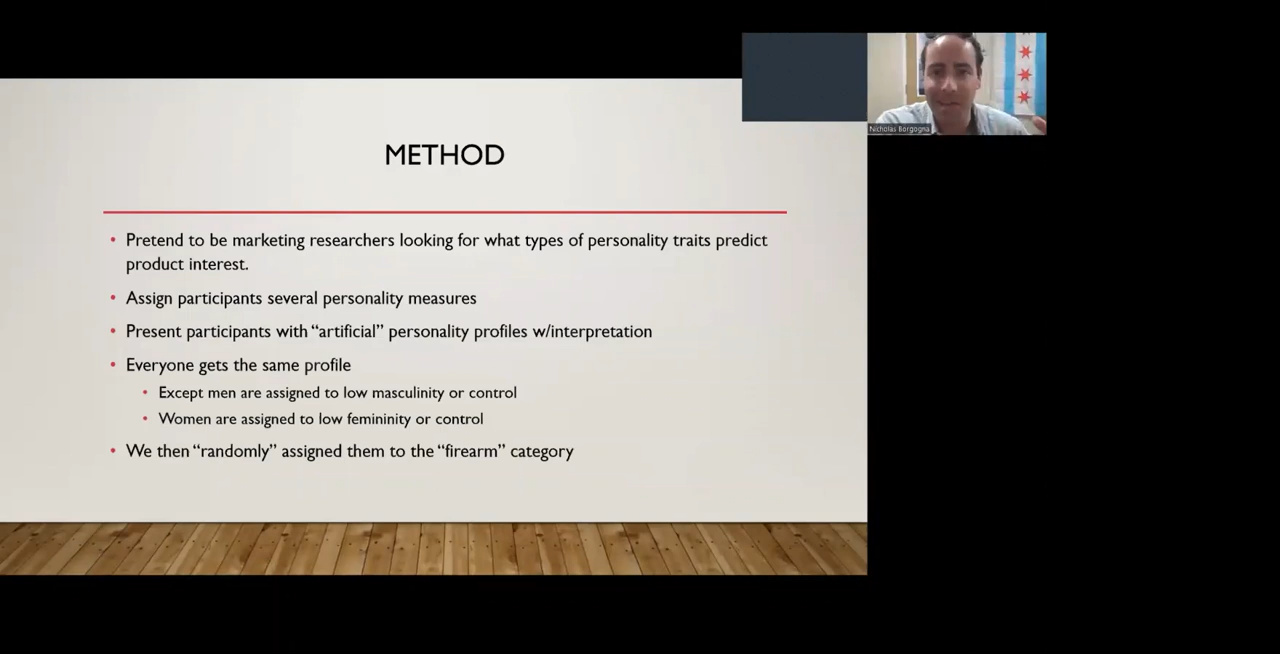 Nicholas Borgogna
METHOD
• Pretend to be marketing researchers looking for what types of personality traits predict
product interest.
• Assign participants several personality measures
• Present participants with “artificial” personality profiles w/interpretation
• Everyone gets the same profile
• Except men are assigned to low masculinity or control
• Women are assigned to low femininity or control
• We then “randomly” assigned them to the “firearm” category